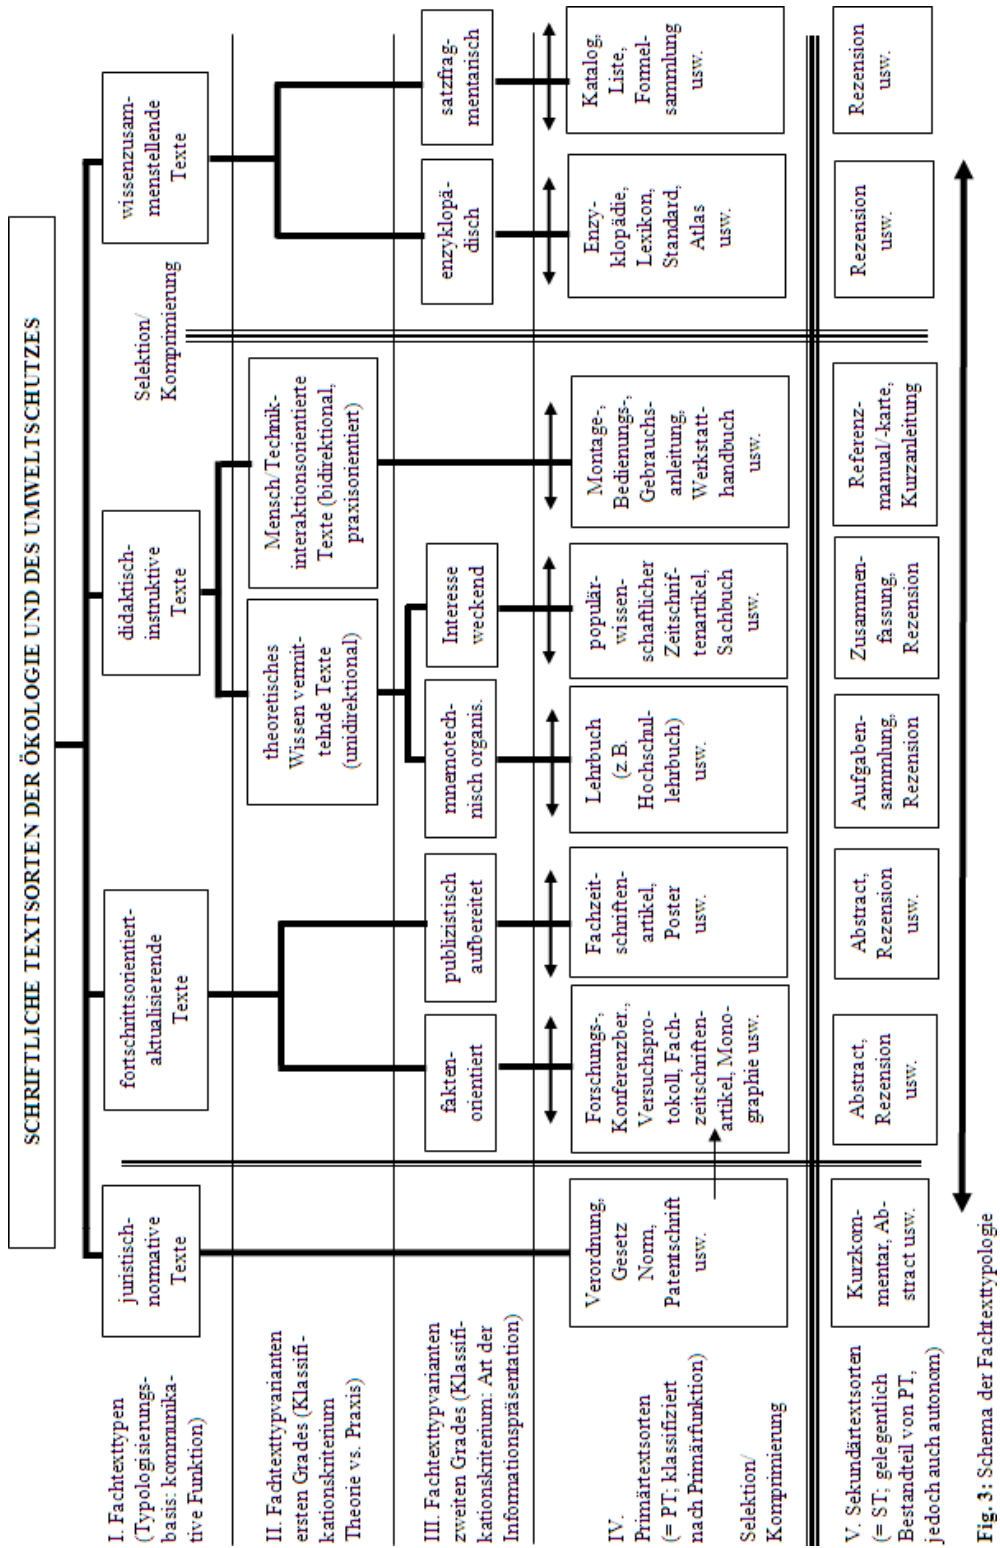 SCHRIFTLICHE TEXTSORTEN DER ÖKOLOGIE UND DES UMWELTSCHUTZES
I. Fachtexttypen
(Typologisierungs-
basis: kommunika-
tive Funktion)
juristisch-
normative
Texte
fortschrittsorientiert-
aktualisierende
Texte
didaktisch-
instruktive
Texte
Selektion/
Komprimierung
wissenzusam-
menstellende
Texte
II. Fachtexttypvarianten
ersten Grades (Klassifi-
kationskriterium
Theorie vs. Praxis)
theoretisches
Wissen vermit-
telnde Texte
(unidirektional)
Mensch/Technik-
interaktionsorientierte
Texte (bidirektional,
praxisorientiert)
III. Fachtexttypvarianten
zweiten Grades (Klassifi-
kationskriterium: Art der
Informationspräsentation)
fakten-
orientiert
publizistisch
aufbereitet
mnemotech-
nisch organis.
Interesse
weckend
enzyklopä-
disch
satzfrag-
mentarisch
IV.
Primärtextsorten
(= PT; klassifiziert
nach Primärfunktion)
Selektion/
Komprimierung
Verordnung,
Gesetz
Norm,
Patentschrift
usw.
Forschungs-,
Konferenzber.,
Versuchspro-
tokoll, Fach-
zeitschriften-
artikel, Mono-
graphie usw.
Fachzeit-
schriften-
artikel,
Poster
usw.
Lehrbuch
(z.B.
Hochschul-
lehrbuch)
usw.
populär-
wissen-
schaftlicher
Zeitschrif-
tenartikel,
Sachbuch
usw.
Montage-,
Bedienungs-,
Gebrauchs-
anleitung,
Werkstatt-
handbuch
usw.
Enzy-
klopädie,
Lexikon,
Standard,
Atlas
usw.
Katalog,
Liste,
Formel-
sammlung
usw.
V. Sekundärtextsorten
(= ST; gelegentlich
Bestandteil von PT,
jedoch auch autonom)
Kurzkom-
mentar, Ab-
stract usw.
Abstract,
Rezension
usw.
Abstract,
Rezension
usw.
Aufgaben-
sammlung,
Rezension
Zusammen-
fassung,
Rezension
Referenz-
manual/-karte,
Kurzanleitung
Rezension
usw.
Rezension
usw.
Fig. 3: Schema der Fachtexttypologie